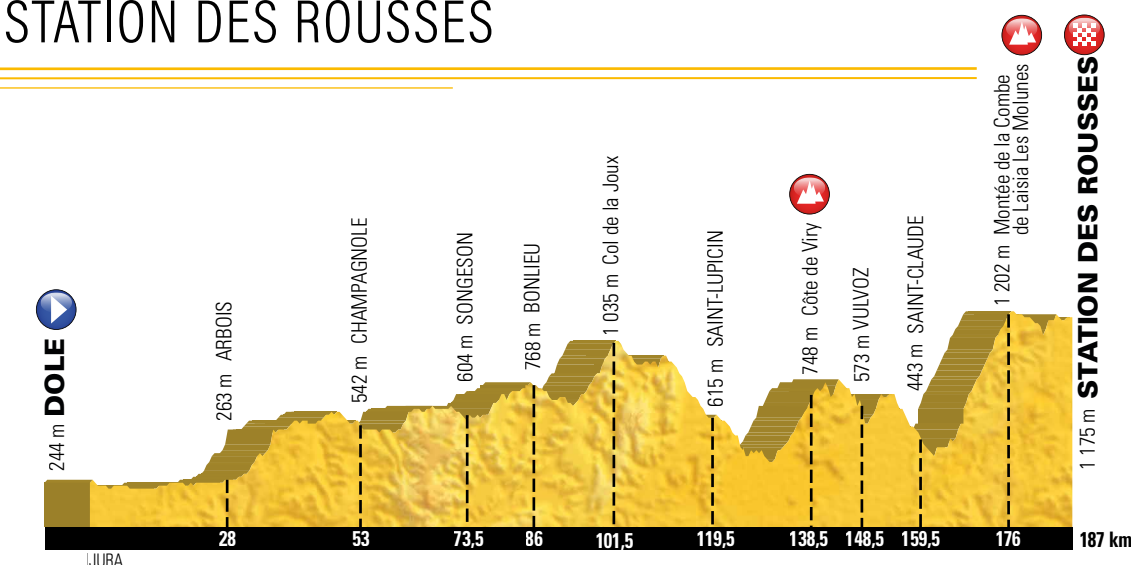 STATION DES ROUSSES
244 m DOLE
263 m ARBOIS
542 m CHAMPAGNOLE
604 m SONGESON
768 m BONLIEU
1 035 m Col de la Joux
615 m SAINT-LUPICIN
748 m Côte de Viry
573 m VULVOZ
443 m SAINT-CLAUDE
1 202 m Montée de la Combe
de Laisia Les Molunes
1 175 m STATION DES ROUSSES
28 53 73,5 86 101,5 119,5 138,5 148,5 159,5 176 187 km
JURA